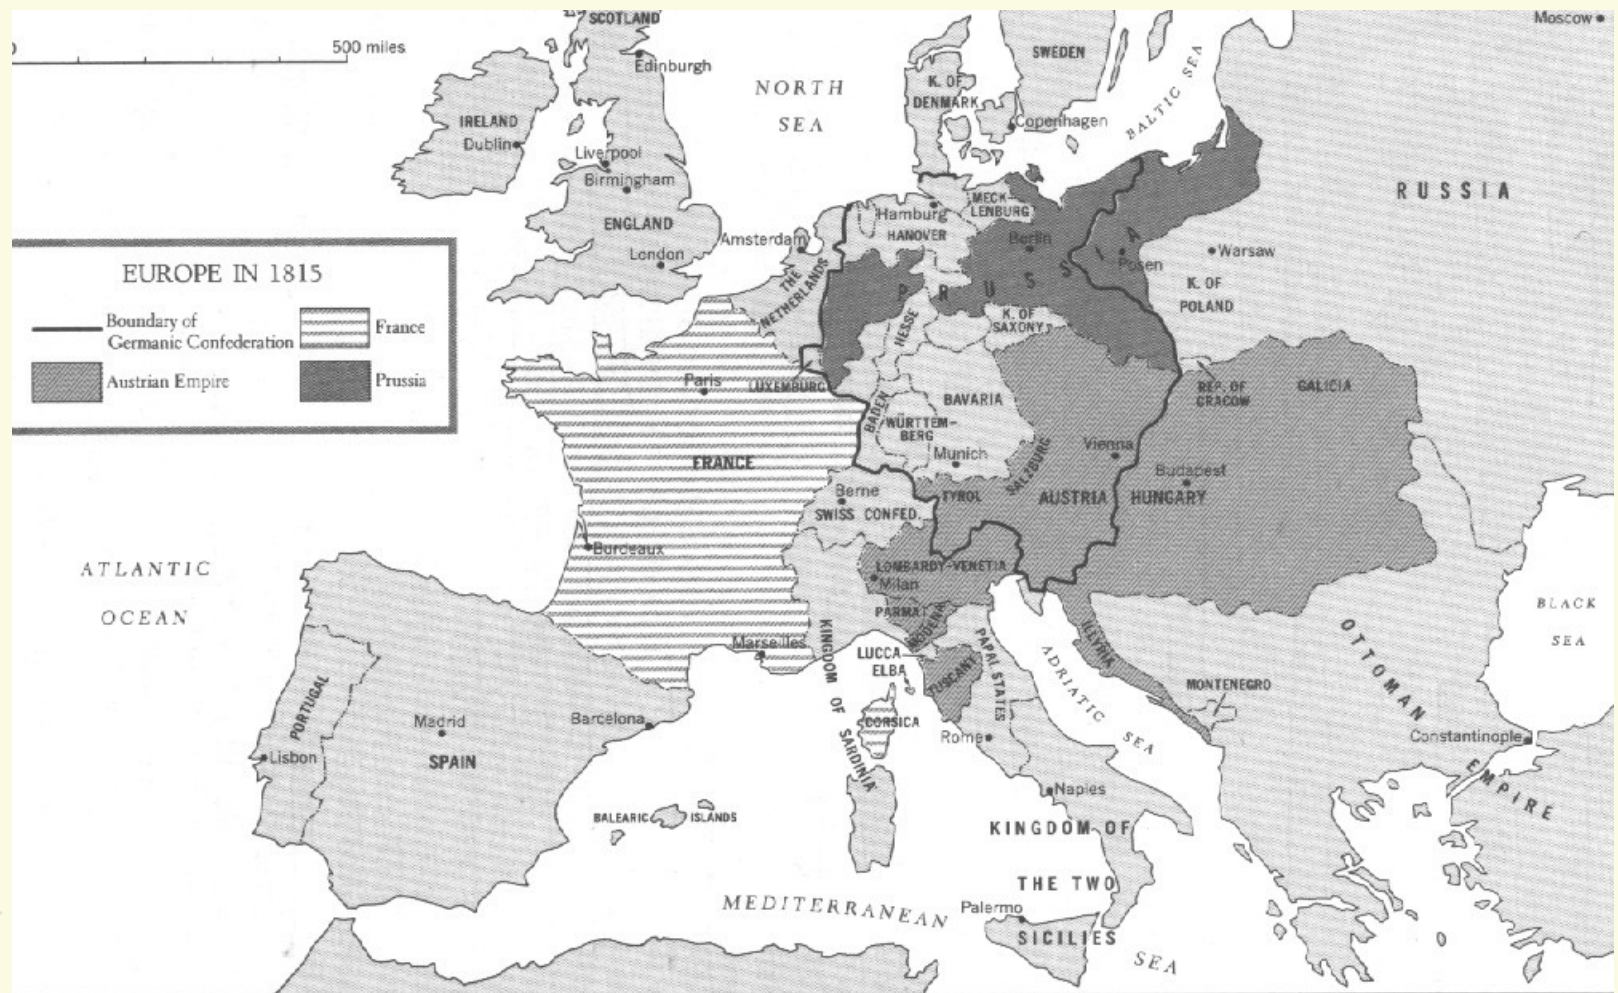 SCOTLAND
Moscow
500 miles
Edinburgh
NORTH
SEA
SWEDEN
K. OF
DENMARK
Copenhagen
BALTIC SEA
IRELAND
Dublin
Liverpool
Birmingham
ENGLAND
London
RUSSIA
MECK-
LENBURG
Hamburg
HANOVER
Amsterdam
THE
NETHERLANDS
Berlin
PRUSSIA
Posen
Warsaw
K. OF
POLAND
EUROPE IN 1815
Boundary of
Germanic Confederation
France
Austrian Empire
Prussia
HESSE
K. OF
SAXONY
Paris
LUXEMBURG
REP. OF
CRACOW
GALICIA
BADEN
BAVARIA
WÜRTTEM-
BERG
Munich
FRANCE
SALZBURG
Vienna
Budapest
Berne
SWISS CONFED.
TYROL
AUSTRIA
HUNGARY
Bordeaux
LOMBARDY-VENETIA
Milan
ATLANTIC
OCEAN
PARMA
MODENA
BLACK
SEA
Marseilles
KINGDOM OF SARDINIA
LUCCA
ELBA
TUSCANY
PAPAL STATES
ADRIATIC
SEA
ILLYRIA
MONTENEGRO
OTTOMAN
EMPIRE
Constantinople
PORTUGAL
Lisbon
Madrid
SPAIN
Barcelona
CORSICA
Rome
Naples
BALEARIC ISLANDS
KINGDOM OF
THE TWO
SICILIES
Palermo
MEDITERRANEAN
SEA